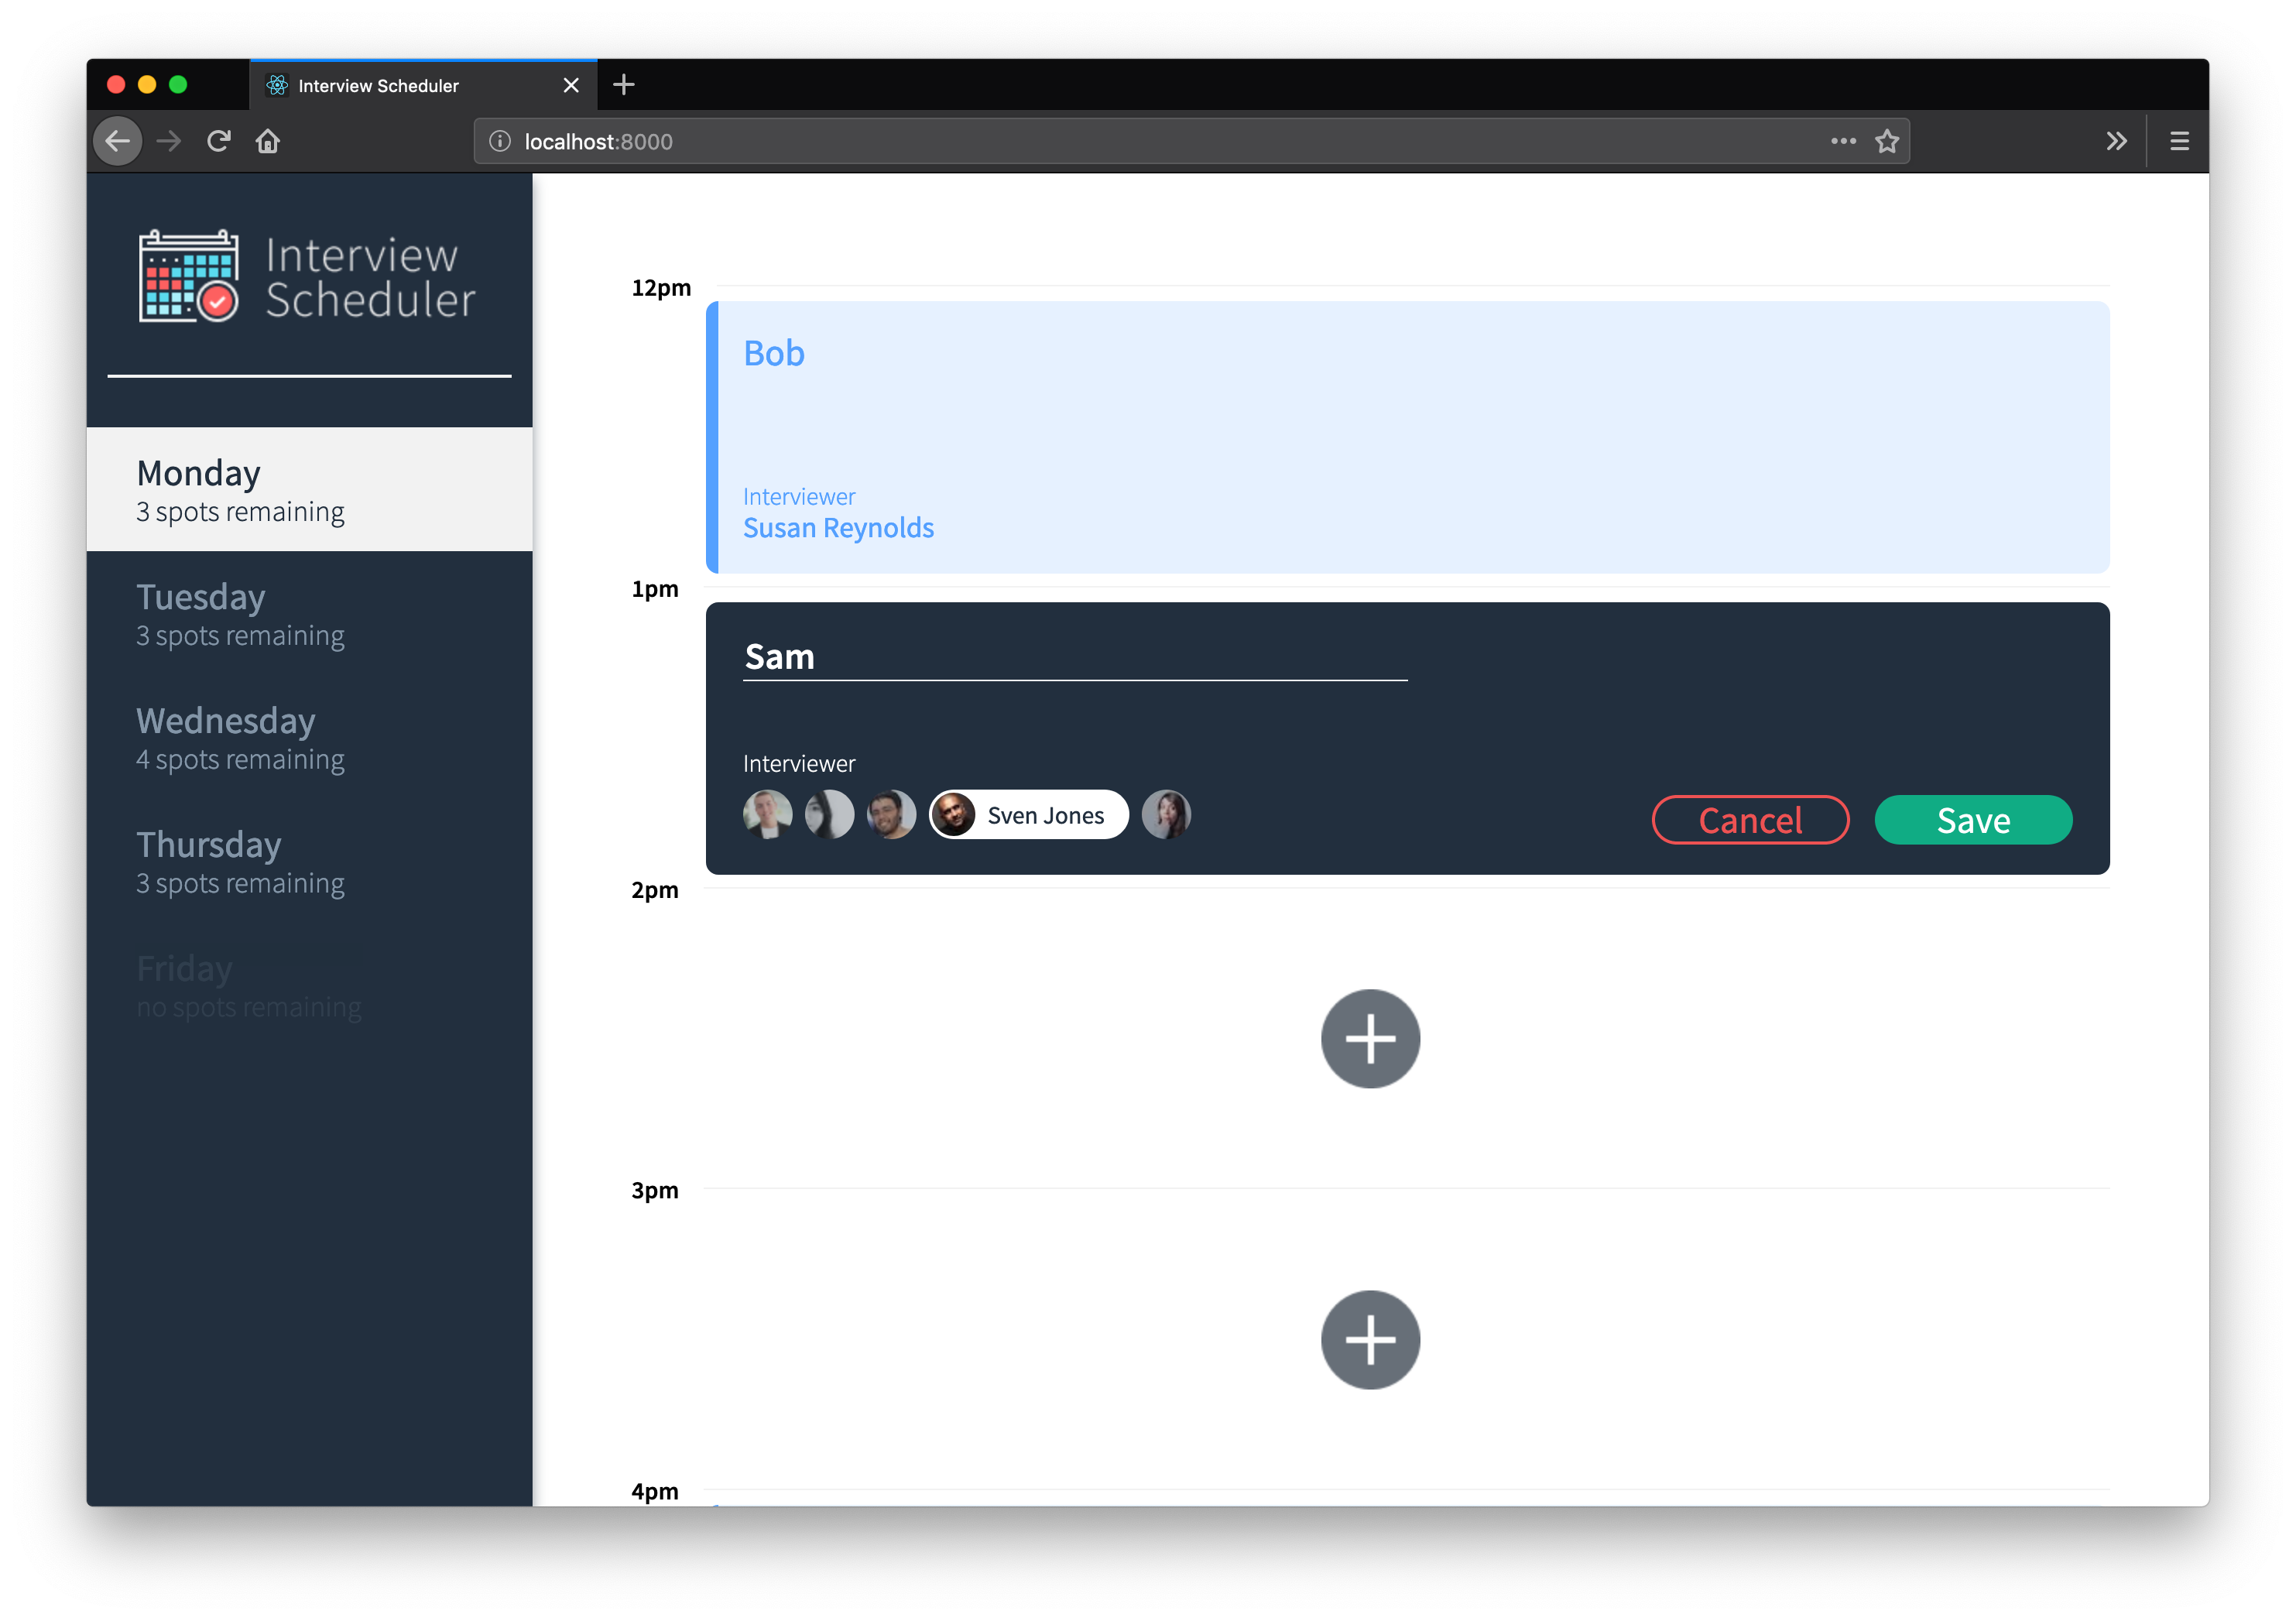 Interview Scheduler
localhost:8000
Interview
Scheduler
Monday
3 spots remaining
Tuesday
3 spots remaining
Wednesday
4 spots remaining
Thursday
3 spots remaining
Friday
no spots remaining
12pm
Bob
Interviewer
Susan Reynolds
1pm
Sam
Interviewer
Sven Jones
Cancel
Save
2pm
3pm
4pm